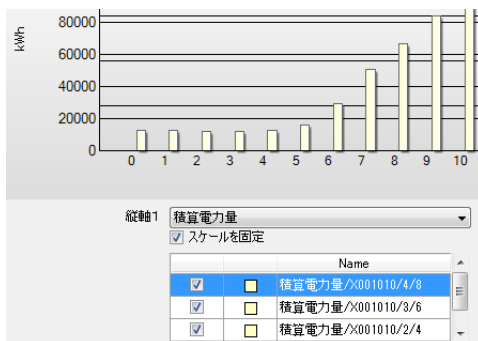 kWh
80000
60000
40000
20000
0
0 1 2 3 4 5 6 7 8 9 10
縦軸1 積算電力量
スケールを固定
Name
積算電力量/X001010/4/8
積算電力量/X001010/3/6
積算電力量/X001010/2/4